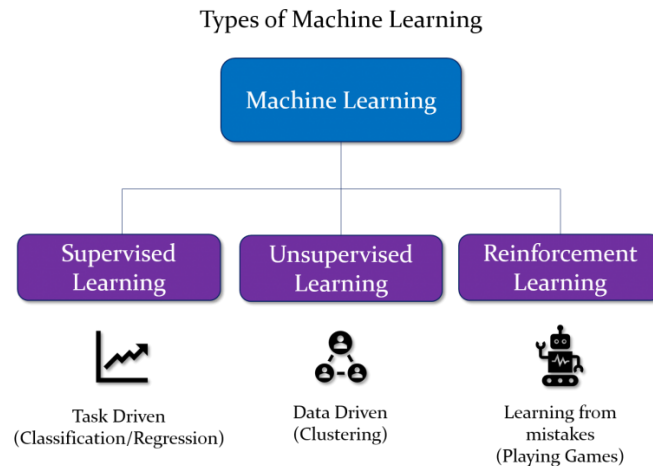 Types of Machine Learning
Machine Learning
Supervised
Learning
Unsupervised
Learning
Reinforcement
Learning
Task Driven
(Classification/Regression)
Data Driven
(Clustering)
Learning from
mistakes
(Playing Games)